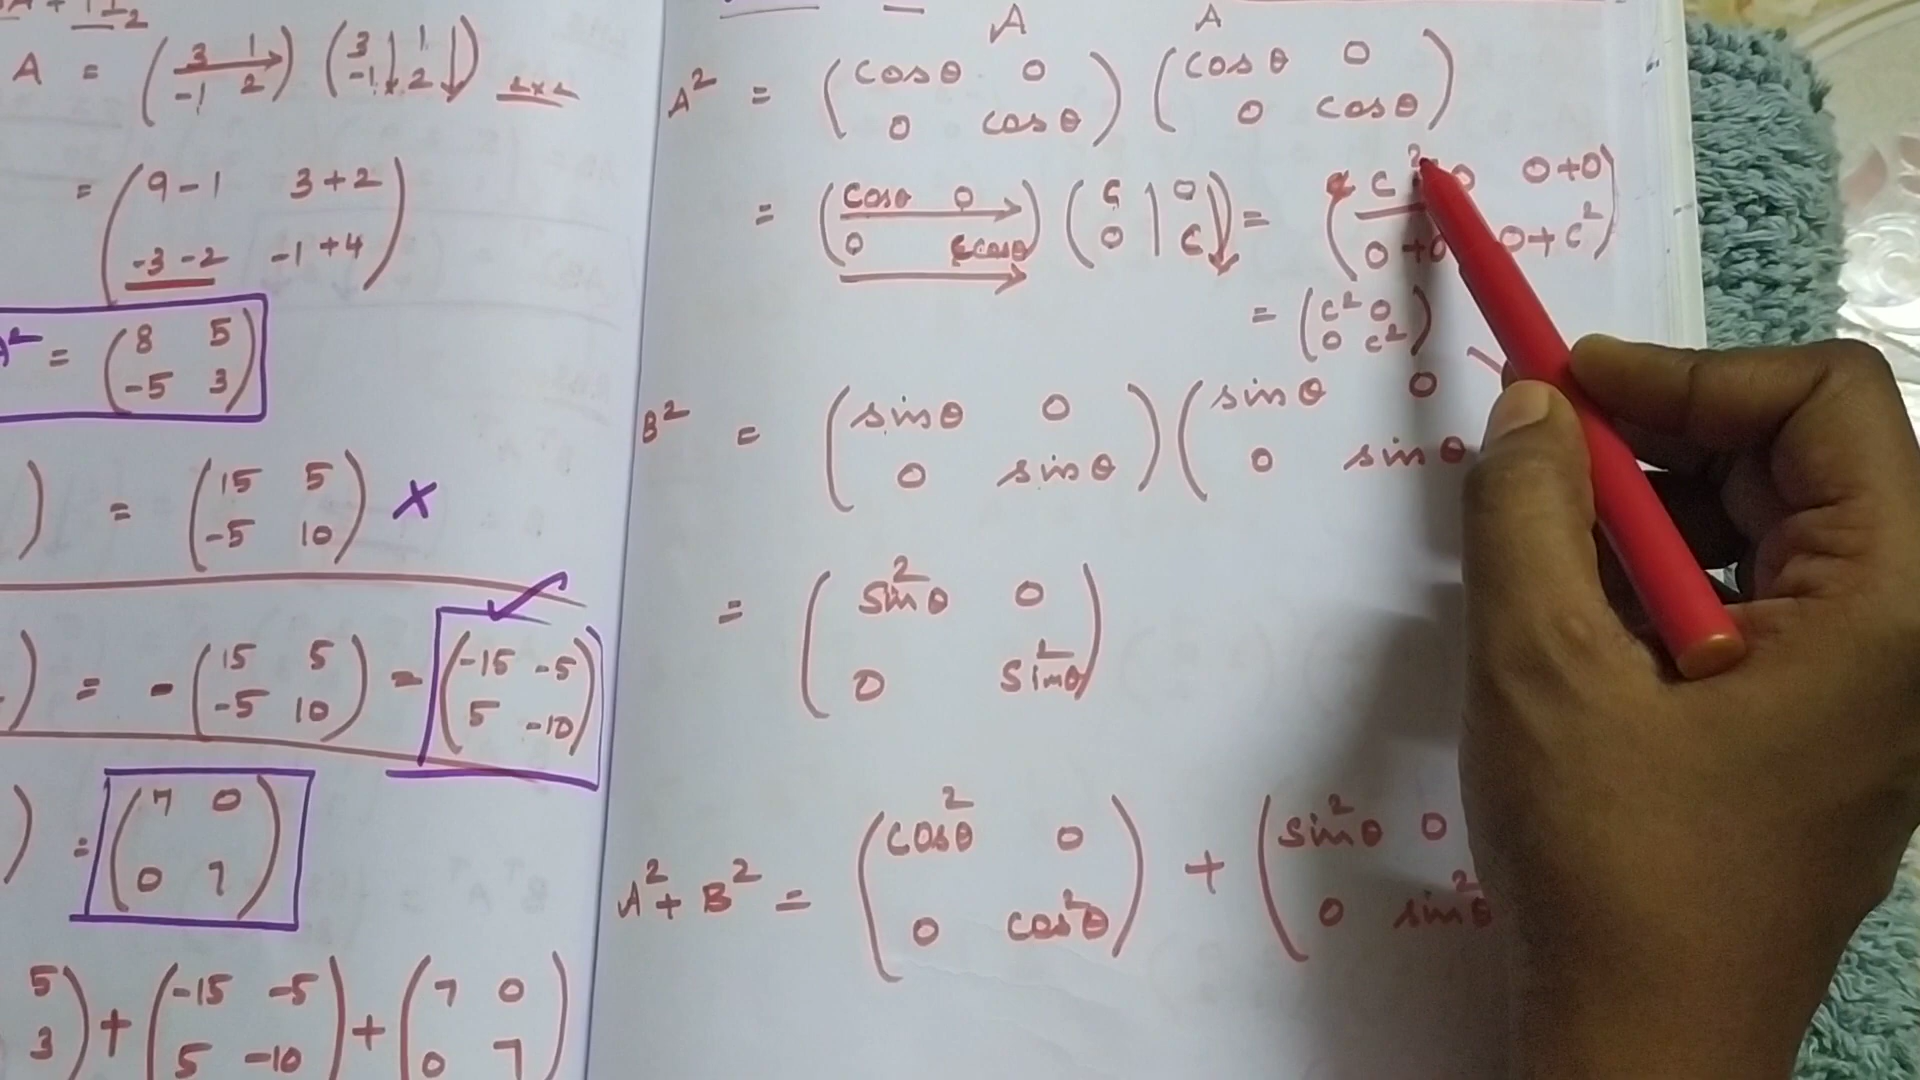 A = (3 1 -1 2) (3 1 -1 2) 2×2
= (9-1 3+2
-3-2 -1+4)
A² = (8 5
-5 3)
) = (15 5
-5 10) ×
) = -(15 5
-5 10) = (-15 -5
5 -10)
) = (7 0
0 7)
5
3) + (-15 -5
5 -10) + (7 0
0 7
A A
A² = (cosθ 0
0 cosθ) (cosθ 0
0 cosθ)
= (cosθ 0
0 cosθ) (c 0
0 c) = (c² 0 0+0
0+0 0+c²)
= (c² 0
0 c²)
B² = (sinθ 0
0 sinθ) (sinθ 0
0 sinθ
= (sin²θ 0
0 sin²θ)
A² + B² = (cos²θ 0
0 cos²θ) + (sin²θ 0
0 sin²θ